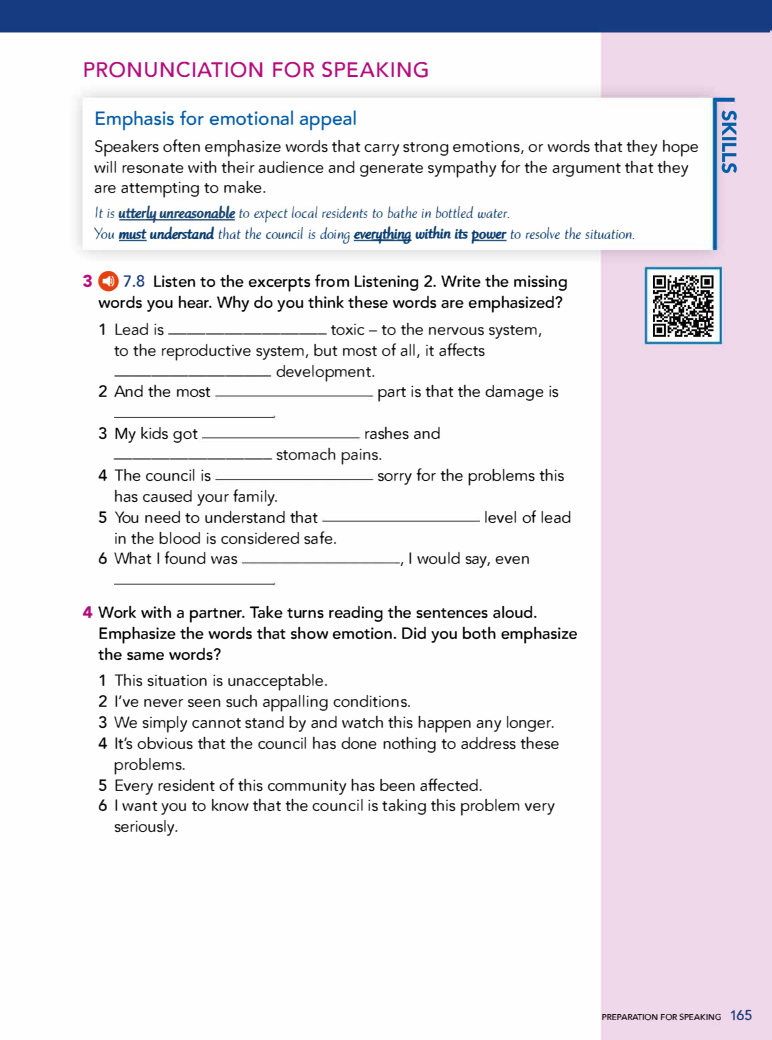 PRONUNCIATION FOR SPEAKING
Emphasis for emotional appeal
Speakers often emphasize words that carry strong emotions, or words that they hope
will resonate with their audience and generate sympathy for the argument that they
are attempting to make.
It is utterly unreasonable to expect local residents to bathe in bottled water.
You must understand that the council is doing everything within its power to resolve the situation.
SKILLS
3 7.8 Listen to the excerpts from Listening 2. Write the missing
words you hear. Why do you think these words are emphasized?
1 Lead is ____________________ toxic – to the nervous system,
to the reproductive system, but most of all, it affects
____________________ development.
2 And the most ____________________ part is that the damage is
____________________.
3 My kids got ____________________ rashes and
____________________ stomach pains.
4 The council is ____________________ sorry for the problems this
has caused your family.
5 You need to understand that ____________________ level of lead
in the blood is considered safe.
6 What I found was ____________________, I would say, even
____________________.
4 Work with a partner. Take turns reading the sentences aloud.
Emphasize the words that show emotion. Did you both emphasize
the same words?
1 This situation is unacceptable.
2 I've never seen such appalling conditions.
3 We simply cannot stand by and watch this happen any longer.
4 It's obvious that the council has done nothing to address these
problems.
5 Every resident of this community has been affected.
6 I want you to know that the council is taking this problem very
seriously.
PREPARATION FOR SPEAKING 165